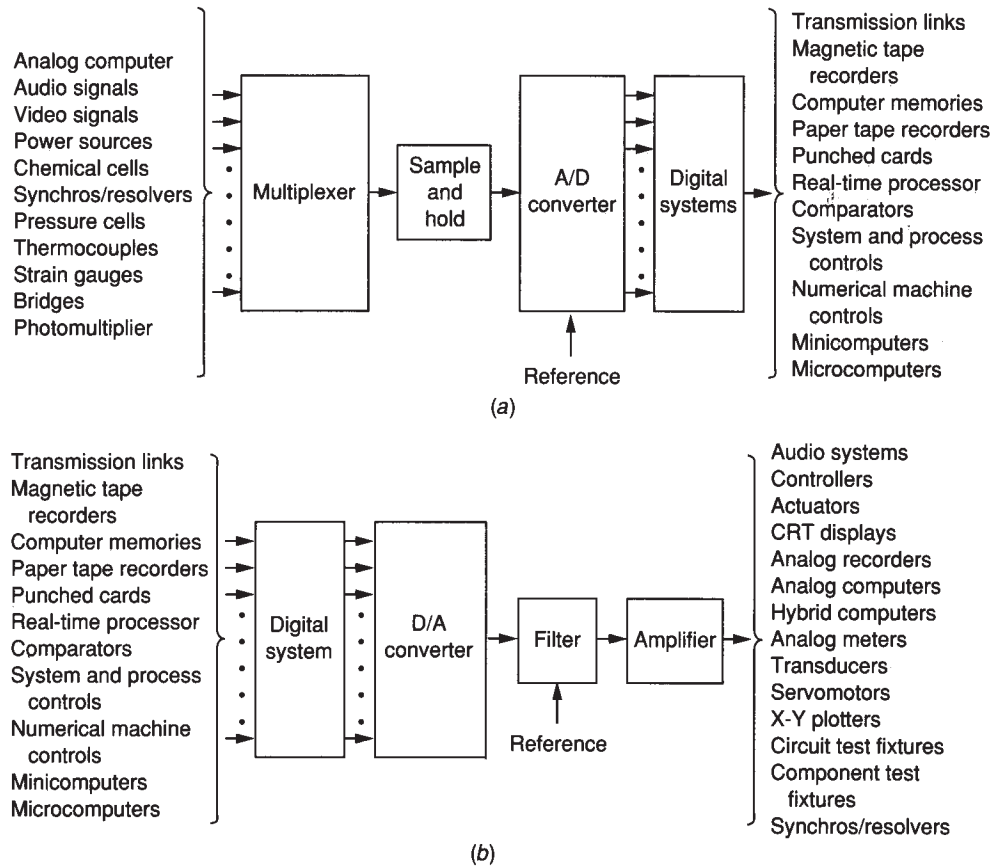 Analog computer
Audio signals
Video signals
Power sources
Chemical cells
Synchros/resolvers
Pressure cells
Thermocouples
Strain gauges
Bridges
Photomultiplier
Multiplexer
Sample
and
hold
A/D
converter
Reference
Digital
systems
Transmission links
Magnetic tape
recorders
Computer memories
Paper tape recorders
Punched cards
Real-time processor
Comparators
System and process
controls
Numerical machine
controls
Minicomputers
Microcomputers
(a)
Transmission links
Magnetic tape
recorders
Computer memories
Paper tape recorders
Punched cards
Real-time processor
Comparators
System and process
controls
Numerical machine
controls
Minicomputers
Microcomputers
Digital
system
D/A
converter
Filter
Reference
Amplifier
Audio systems
Controllers
Actuators
CRT displays
Analog recorders
Analog computers
Hybrid computers
Analog meters
Transducers
Servomotors
X-Y plotters
Circuit test fixtures
Component test
fixtures
Synchros/resolvers
(b)